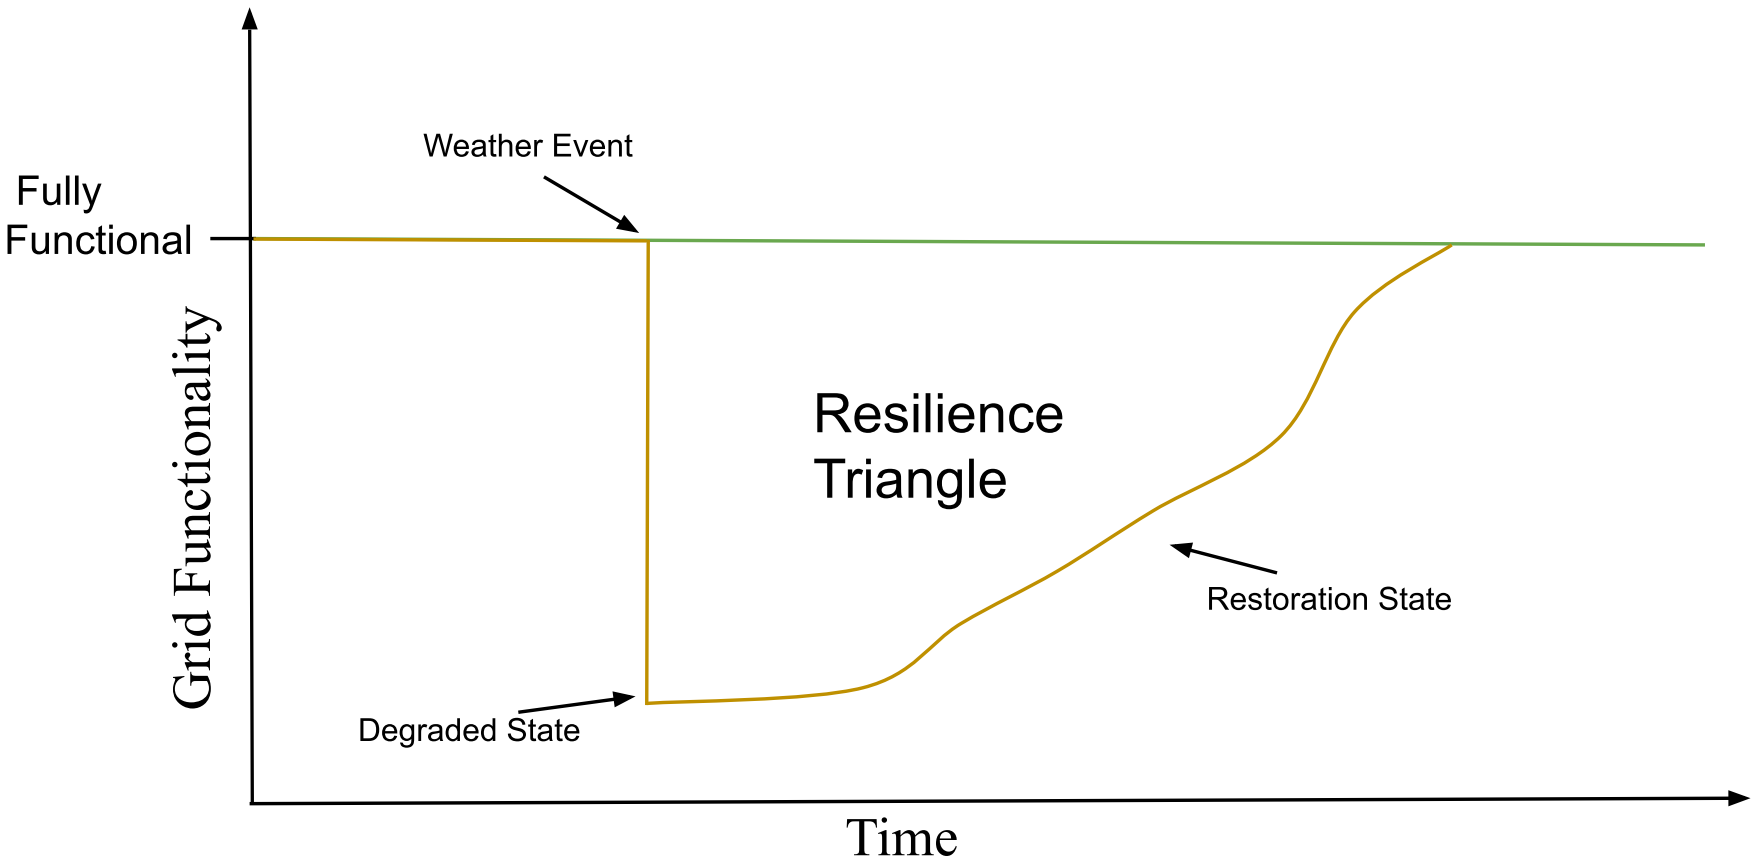 Weather Event
Fully
Functional
Grid Functionality
Resilience
Triangle
Restoration State
Degraded State
Time